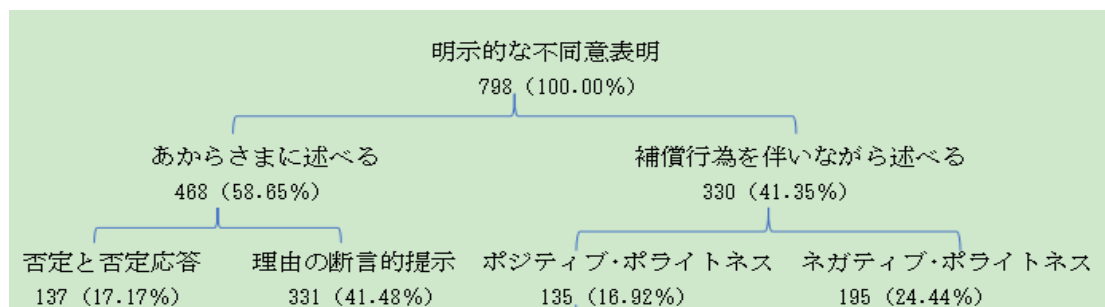 明示的な不同意表明
798 (100.00%)
あからさまに述べる 補償行為を伴いながら述べる
468 (58.65%) 330 (41.35%)
否定と否定応答 理由の断言的提示 ポジティブ・ポライトネス ネガティブ・ポライトネス
137 (17.17%) 331 (41.48%) 135 (16.92%) 195 (24.44%)